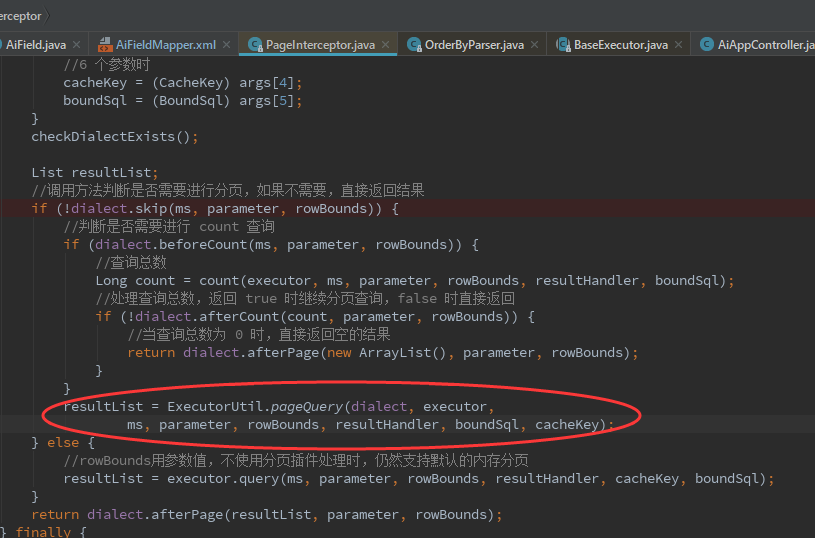 erceptor
AiField.java
AiFieldMapper.xml
PageInterceptor.java
OrderByParser.java
BaseExecutor.java
AiAppController.ja
//6 个参数时
cacheKey = (CacheKey) args[4];
boundSql = (BoundSql) args[5];
}
checkDialectExists();
List resultList;
//调用方法判断是否需要进行分页，如果不需要，直接返回结果
if (!dialect.skip(ms, parameter, rowBounds)) {
//判断是否需要进行 count 查询
if (dialect.beforeCount(ms, parameter, rowBounds)) {
//查询总数
Long count = count(executor, ms, parameter, rowBounds, resultHandler, boundSql);
//处理查询总数，返回 true 时继续分页查询，false 时直接返回
if (!dialect.afterCount(count, parameter, rowBounds)) {
//当查询总数为 0 时，直接返回空的结果
return dialect.afterPage(new ArrayList(), parameter, rowBounds);
}
}
resultList = ExecutorUtil.pageQuery(dialect, executor,
ms, parameter, rowBounds, resultHandler, boundSql, cacheKey);
} else {
//rowBounds用参数值，不使用分页插件处理时，仍然支持默认的内存分页
resultList = executor.query(ms, parameter, rowBounds, resultHandler, cacheKey, boundSql);
}
return dialect.afterPage(resultList, parameter, rowBounds);
} finally {